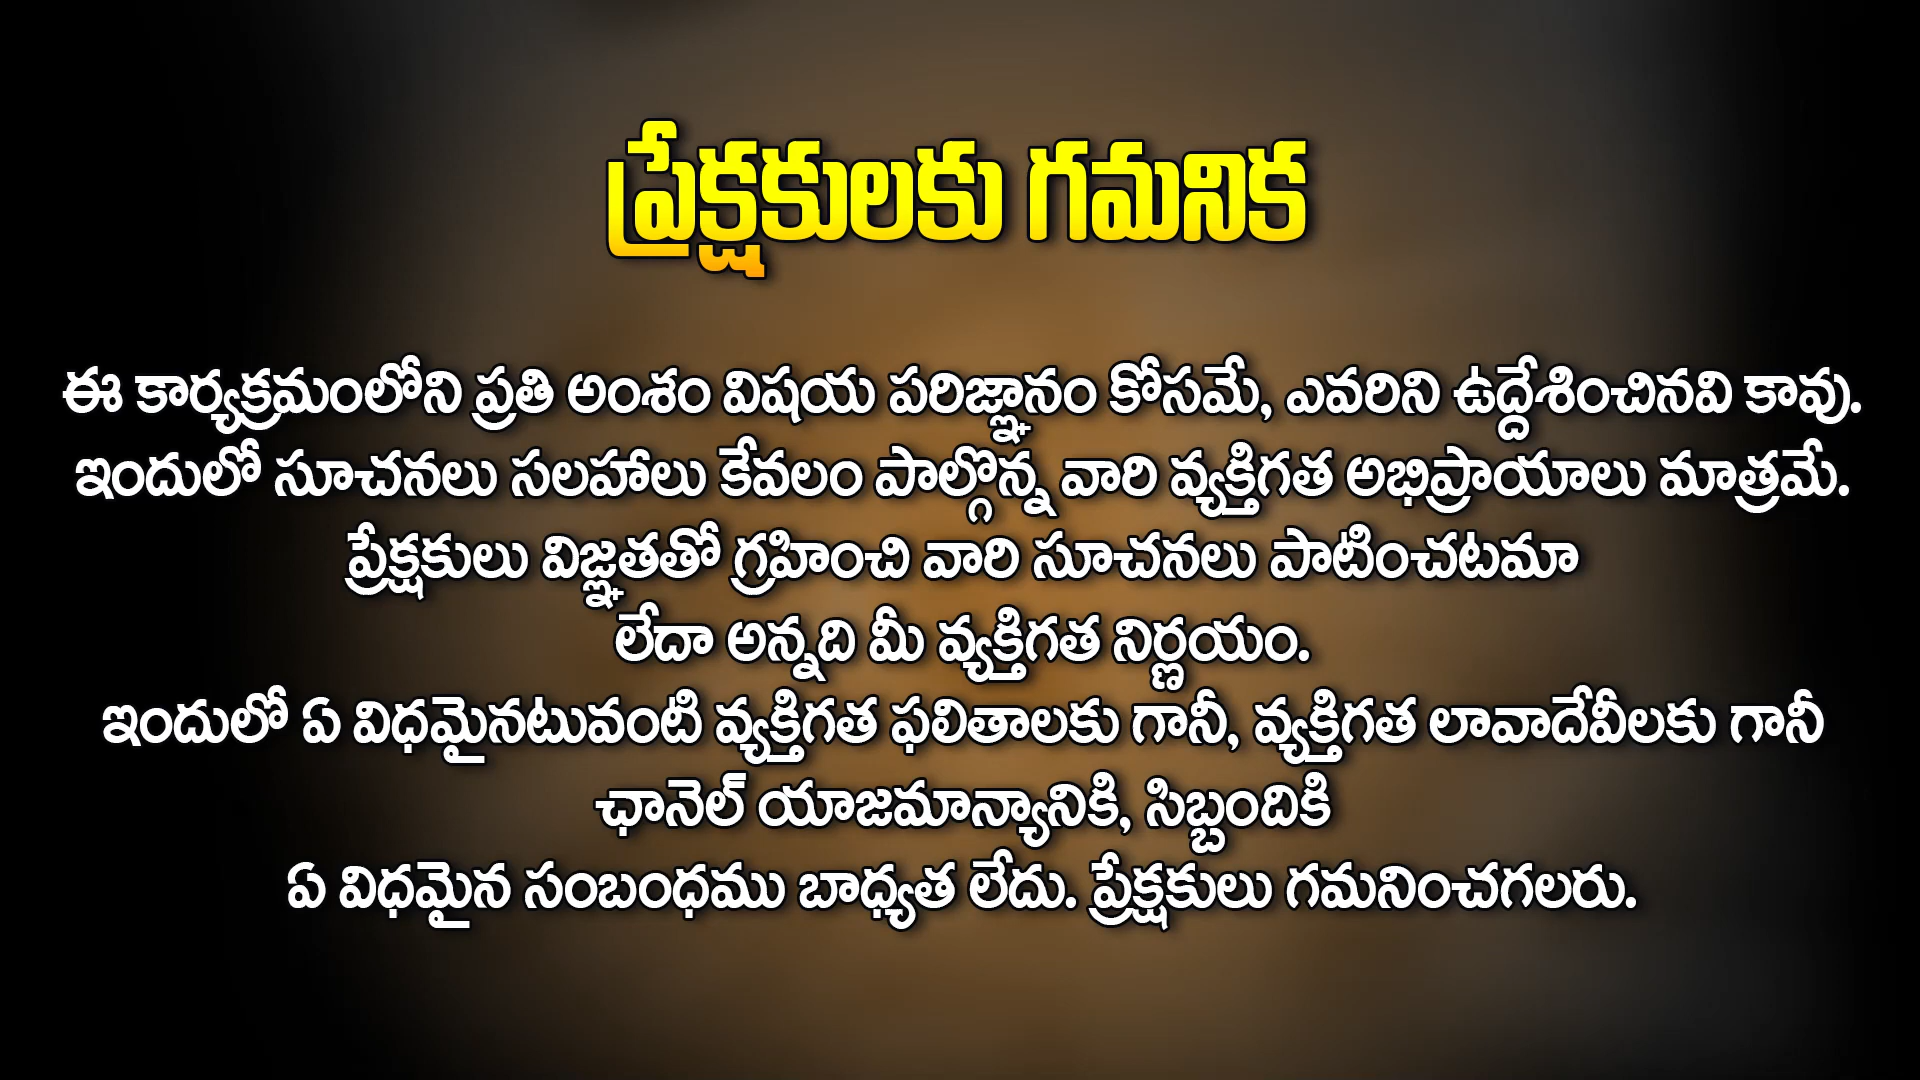 ప్రేక్షకులకు గమనిక
ఈ కార్యక్రమంలోని ప్రతి అంశం విషయ పరిజ్ఞానం కోసమే, ఎవరిని ఉద్దేశించినవి కావు.
ఇందులో సూచనలు సలహాలు కేవలం పాల్గొన్న వారి వ్యక్తిగత అభిప్రాయాలు మాత్రమే.
ప్రేక్షకులు విజ్ఞతతో గ్రహించి వారి సూచనలు పాటించటమా
లేదా అన్నది మీ వ్యక్తిగత నిర్ణయం.
ఇందులో ఏ విధమైనటువంటి వ్యక్తిగత ఫలితాలకు గానీ, వ్యక్తిగత లావాదేవీలకు గానీ
ఛానెల్ యాజమాన్యానికి, సిబ్బందికి
ఏ విధమైన సంబంధము బాధ్యత లేదు. ప్రేక్షకులు గమనించగలరు.